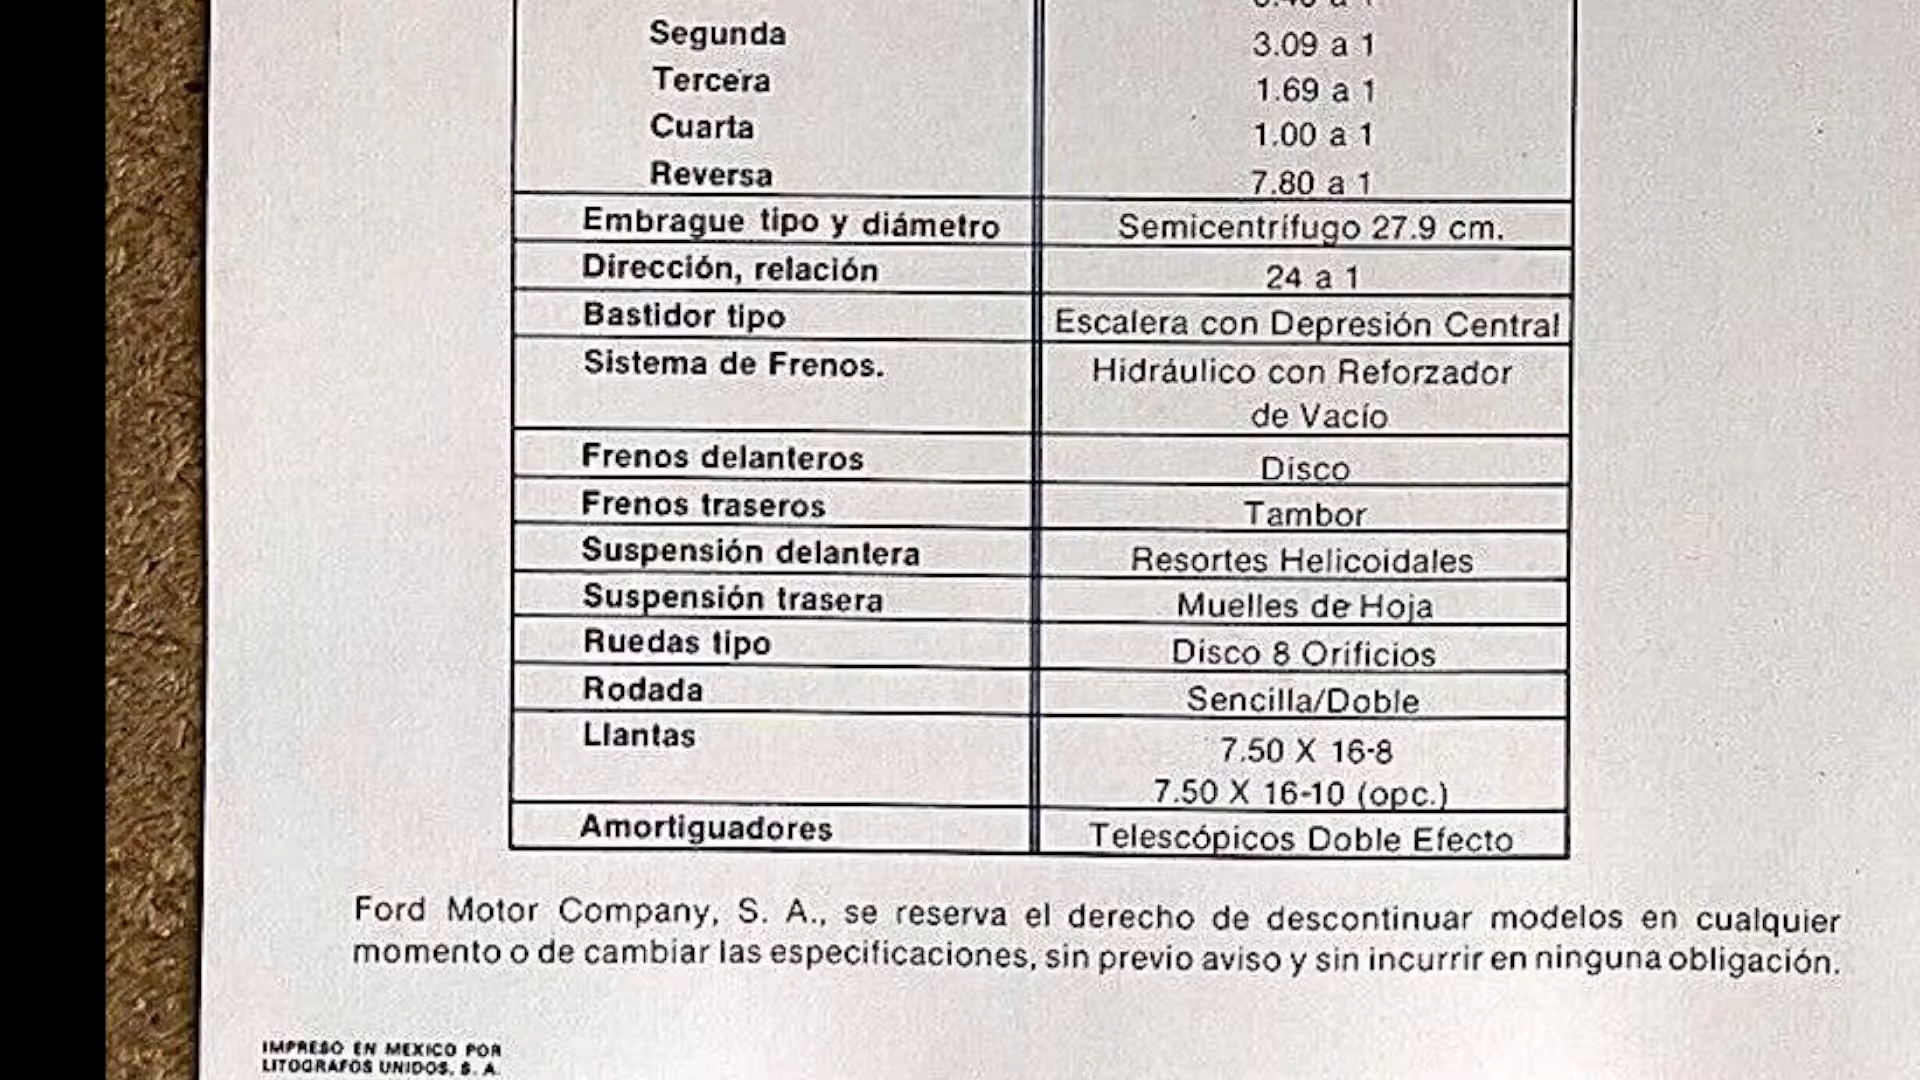 Segunda 3.09 a 1
Tercera 1.69 a 1
Cuarta 1.00 a 1
Reversa 7.80 a 1
Embrague tipo y diámetro Semicentrífugo 27.9 cm.
Dirección, relación 24 a 1
Bastidor tipo Escalera con Depresión Central
Sistema de Frenos. Hidráulico con Reforzador
de Vacío
Frenos delanteros Disco
Frenos traseros Tambor
Suspensión delantera Resortes Helicoidales
Suspensión trasera Muelles de Hoja
Ruedas tipo Disco 8 Orificios
Rodada Sencilla/Doble
Llantas 7.50 X 16-8
7.50 X 16-10 (opc.)
Amortiguadores Telescópicos Doble Efecto
Ford Motor Company, S. A., se reserva el derecho de descontinuar modelos en cualquier
momento o de cambiar las especificaciones, sin previo aviso y sin incurrir en ninguna obligación.
IMPRESO EN MEXICO POR
LITOGRAFOS UNIDOS, S. A.